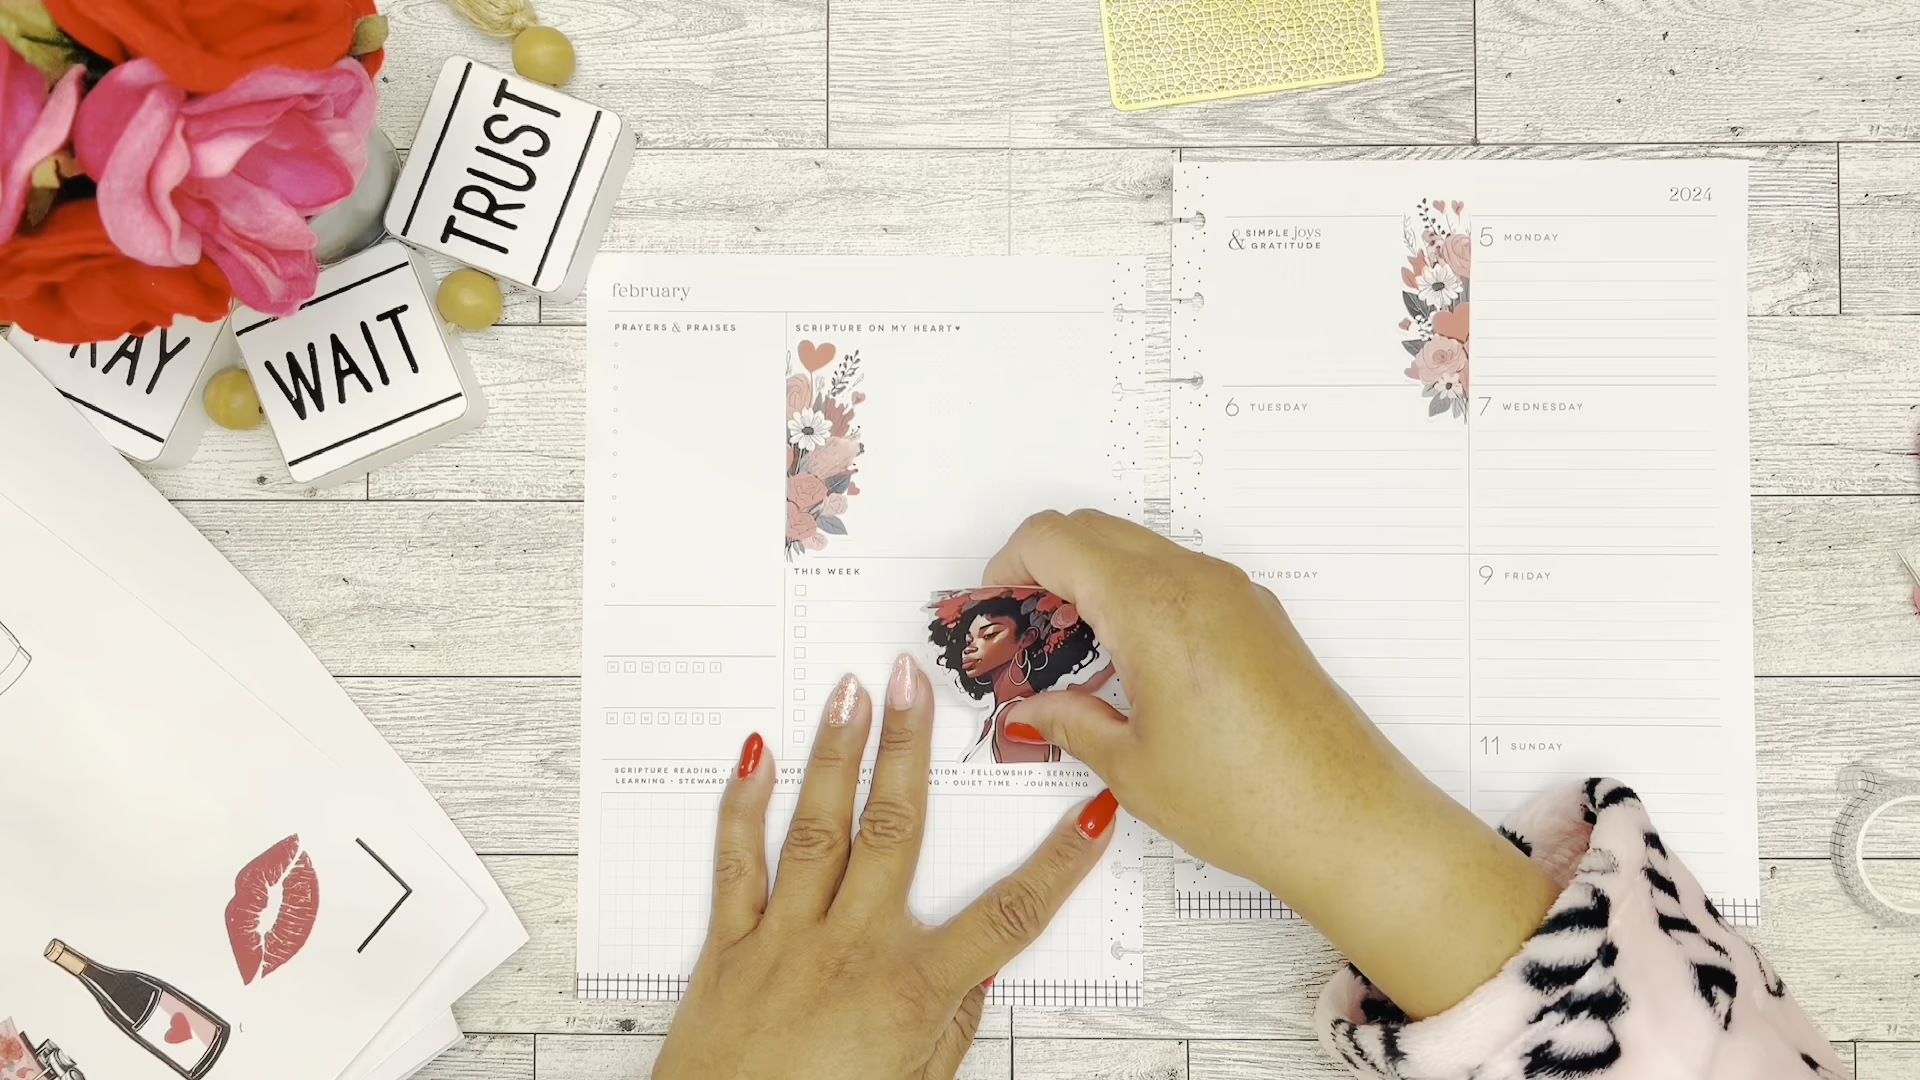 TRUST
WAIT
february
PRAYERS & PRAISES
SCRIPTURE ON MY HEART♥
THIS WEEK
M T W T F S S
M T W T F S S
SCRIPTURE READING •
FELLOWSHIP • SERVING
LEARNING •
• QUIET TIME • JOURNALING
2024
SIMPLE joys
& GRATITUDE
5 MONDAY
6 TUESDAY
7 WEDNESDAY
THURSDAY
9 FRIDAY
11 SUNDAY